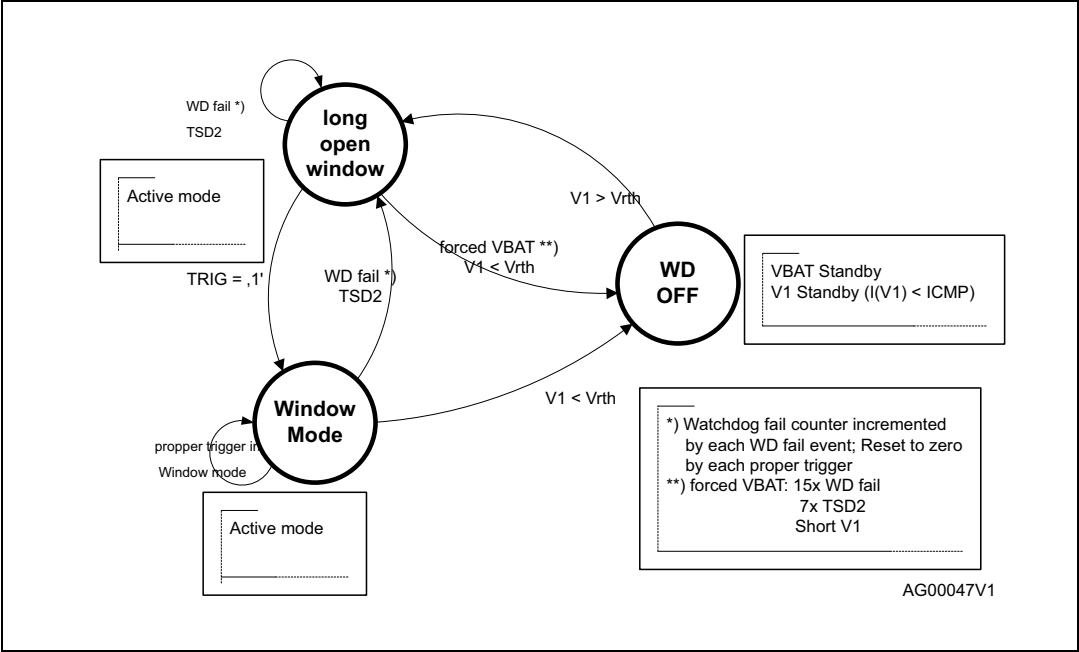 WD fail *)
TSD2
long
open
window
Active mode
V1 > Vrth
forced VBAT **)
V1 < Vrth
WD
OFF
VBAT Standby
V1 Standby (I(V1) < ICMP)
TRIG = ‚1'
WD fail *)
TSD2
V1 < Vrth
Window
Mode
propper trigger in
Window mode
Active mode
*) Watchdog fail counter incremented
by each WD fail event; Reset to zero
by each proper trigger
**) forced VBAT: 15x WD fail
7x TSD2
Short V1
AG00047V1